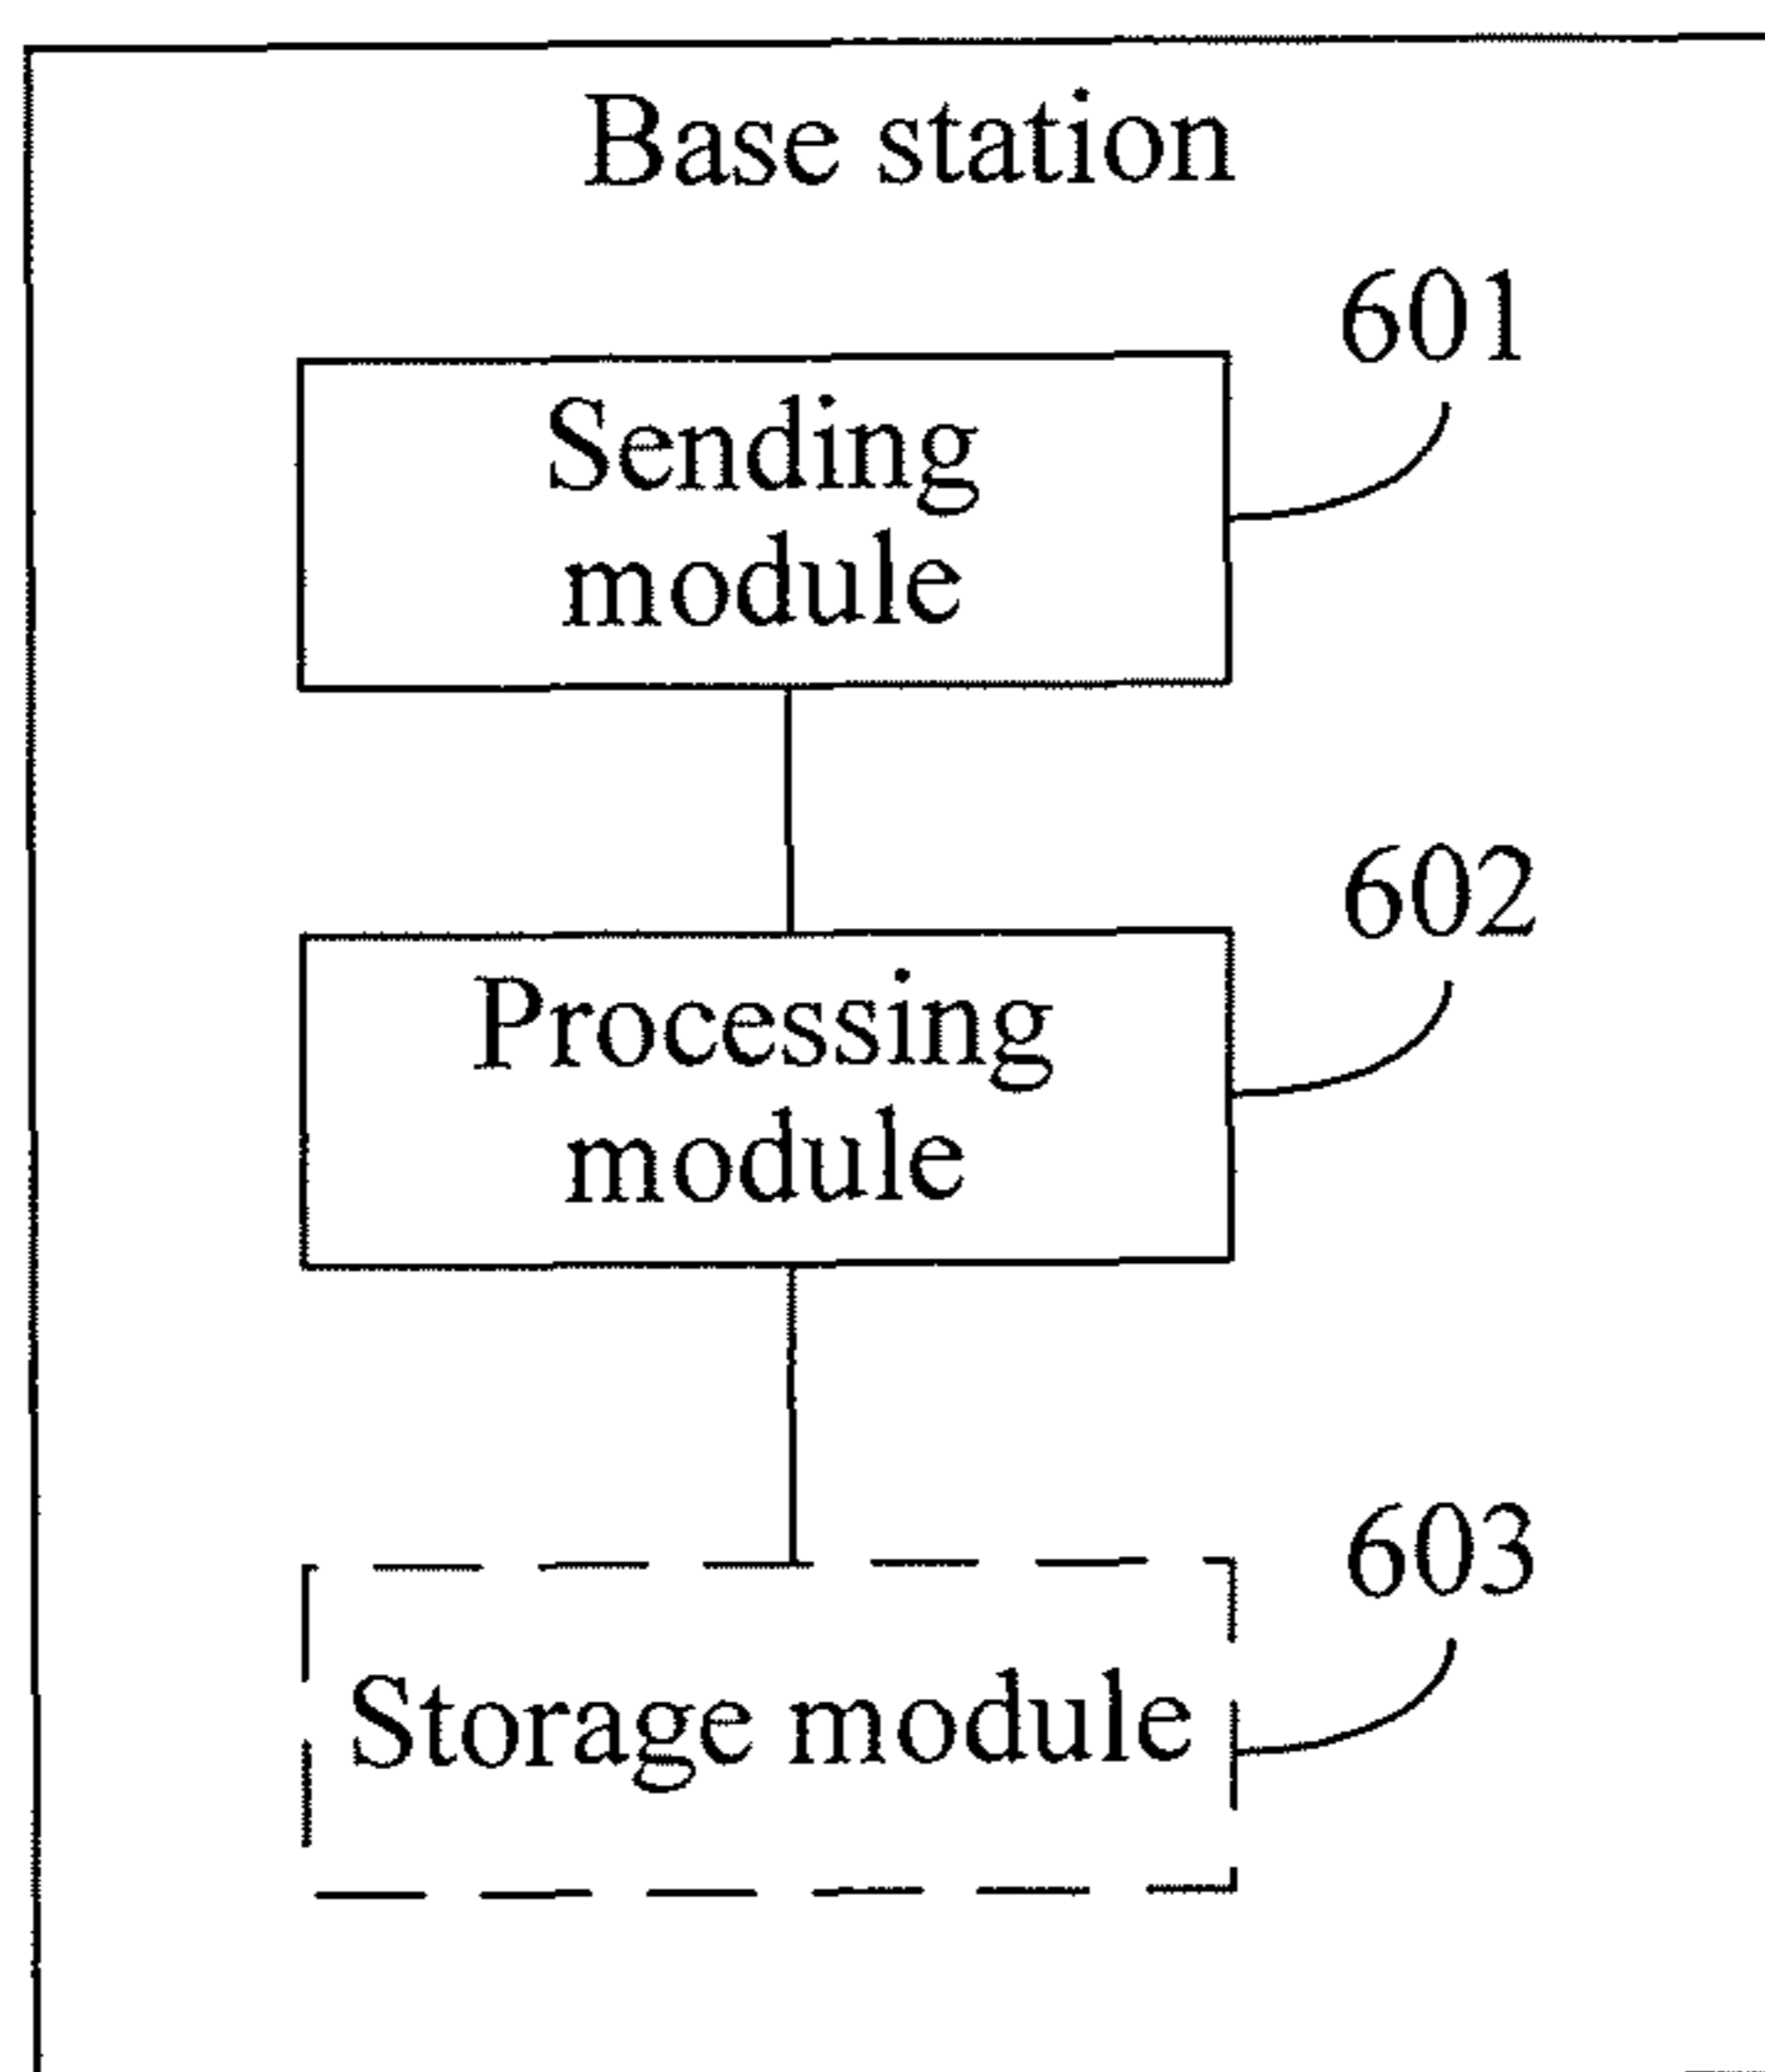 Base station
601
Sending
module
602
Processing
module
603
Storage module